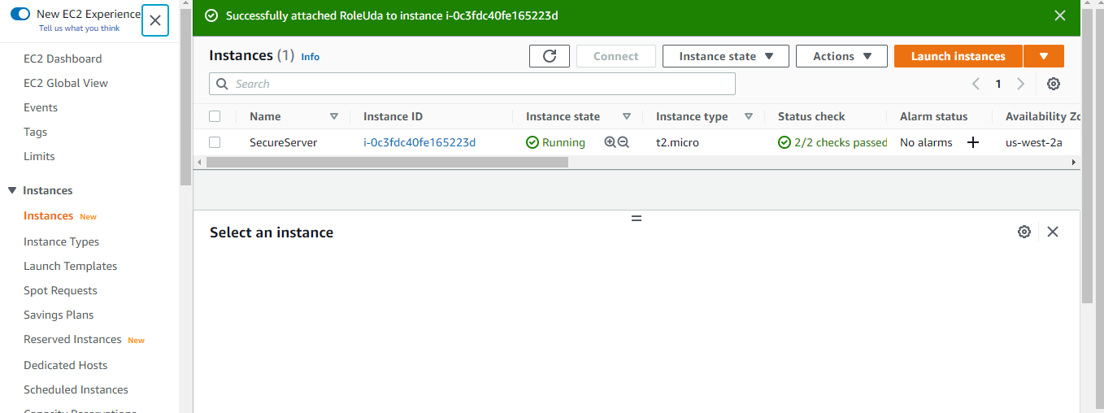 New EC2 Experience
Tell us what you think
EC2 Dashboard
EC2 Global View
Events
Tags
Limits
Instances
Instances New
Instance Types
Launch Templates
Spot Requests
Savings Plans
Reserved Instances New
Dedicated Hosts
Scheduled Instances
Capacity Reservations
Successfully attached RoleUda to instance i-0c3fdc40fe165223d
Instances (1) Info
Connect
Instance state
Actions
Launch instances
Search
1
Name Instance ID Instance state Instance type Status check Alarm status Availability Zo
SecureServer i-0c3fdc40fe165223d Running t2.micro 2/2 checks passed No alarms us-west-2a
Select an instance